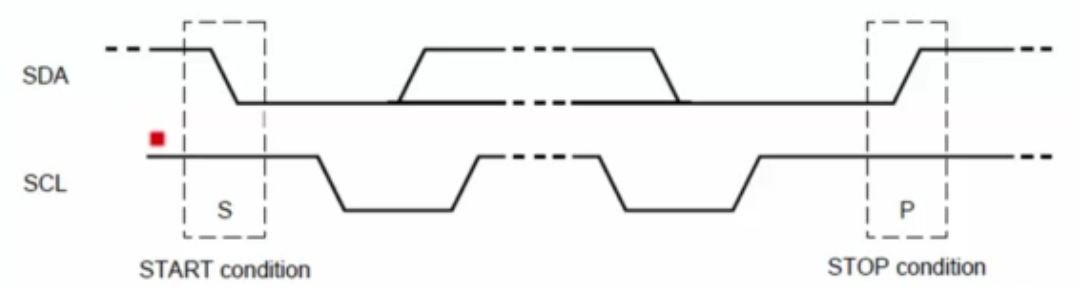 SDA
SCL
S
P
START condition
STOP condition